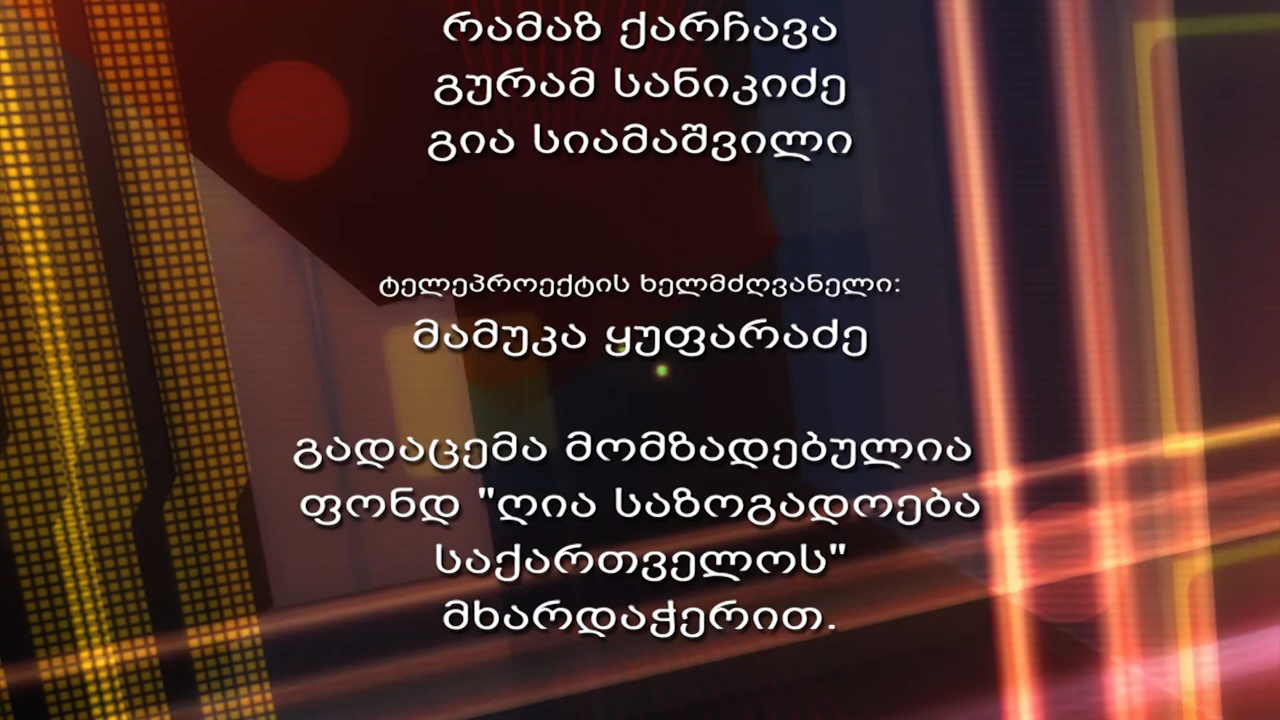 რამაზ ქარჩავა
გურამ სანიკიძე
გია სიამაშვილი
ტელეპროექტის ხელმძღვანელი:
მამუკა ყუფარაძე
გადაცემა მომზადებულია
ფონდ "ღია საზოგადოება
საქართველოს"
მხარდაჭერით.